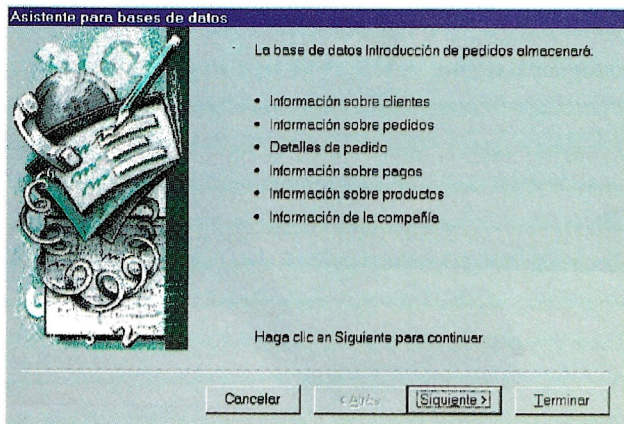 Asistente para bases de datos
La base de datos Introducción de pedidos almacenará.
• Información sobre clientes
• Información sobre pedidos
• Detalles de pedido
• Información sobre pagos
• Información sobre productos
• Información de la compañía
Haga clic en Siguiente para continuar.
Cancelar
< Atrás
Siguiente >
Terminar